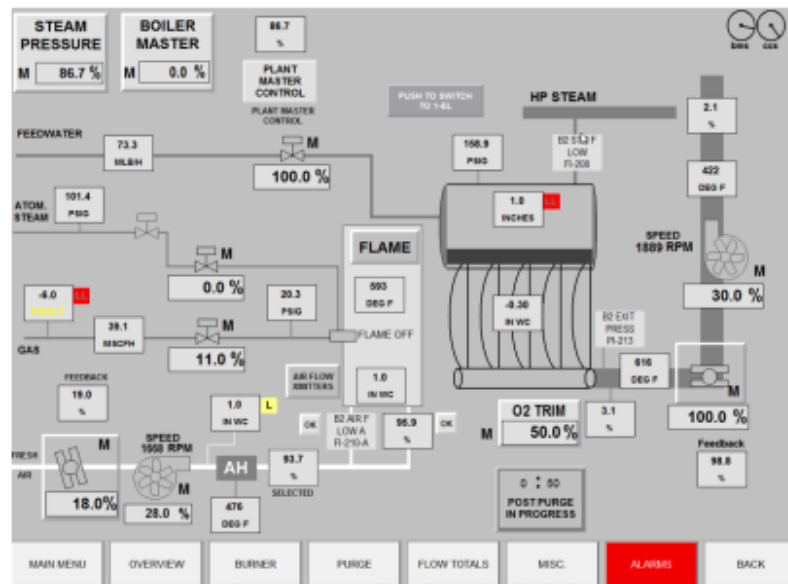 STEAM
PRESSURE
M 86.7 %
BOILER
MASTER
M 0.0 %
86.7
%
PLANT
MASTER
CONTROL
PLANT MASTER
CONTROL
PUSH TO SWITCH
TO 1-EL
HP STEAM
bms ccs
2.1
%
FEEDWATER
73.3
MLB/H
M
100.0 %
158.9
PSIG
LOW
FI-208
422
DEG F
ATOM.
STEAM
101.4
PSIG
M
0.0 %
FLAME
593
DEG F
FLAME OFF
1.0
IN WC
1.0
INCHES
LL
SPEED
1889 RPM
M
30.0 %
-6.0
LL
FAULT
39.1
MSCFH
GAS
M
11.0 %
20.3
PSIG
-0.30
IN WC
B2 EXIT
PRESS
PI-213
616
DEG F
M
100.0 %
Feedback
98.8
%
FEEDBACK
19.0
%
1.0
IN WC
L
AIR FLOW
XMITTERS
OK
B2 AIR F
LOW A
FI-210-A
95.9
%
OK
O2 TRIM
M 50.0 %
3.1
%
FRESH
AIR
M
18.0%
SPEED
1668 RPM
M
28.0 %
AH
93.7
%
SELECTED
476
DEG F
0 : 50
POST PURGE
IN PROGRESS
MAIN MENU
OVERVIEW
BURNER
PURGE
FLOW TOTALS
MISC.
ALARMS
BACK